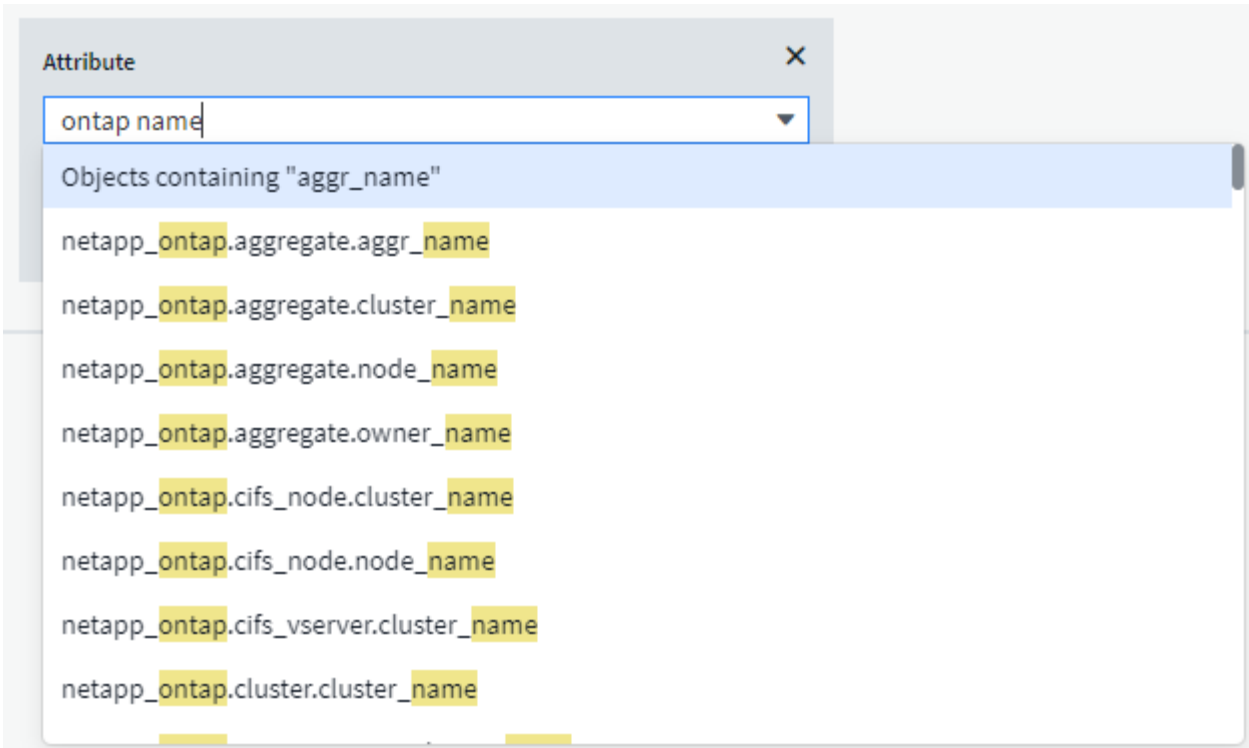 Attribute
ontap name
Objects containing "aggr_name"
netapp_ontap.aggregate.aggr_name
netapp_ontap.aggregate.cluster_name
netapp_ontap.aggregate.node_name
netapp_ontap.aggregate.owner_name
netapp_ontap.cifs_node.cluster_name
netapp_ontap.cifs_node.node_name
netapp_ontap.cifs_vserver.cluster_name
netapp_ontap.cluster.cluster_name